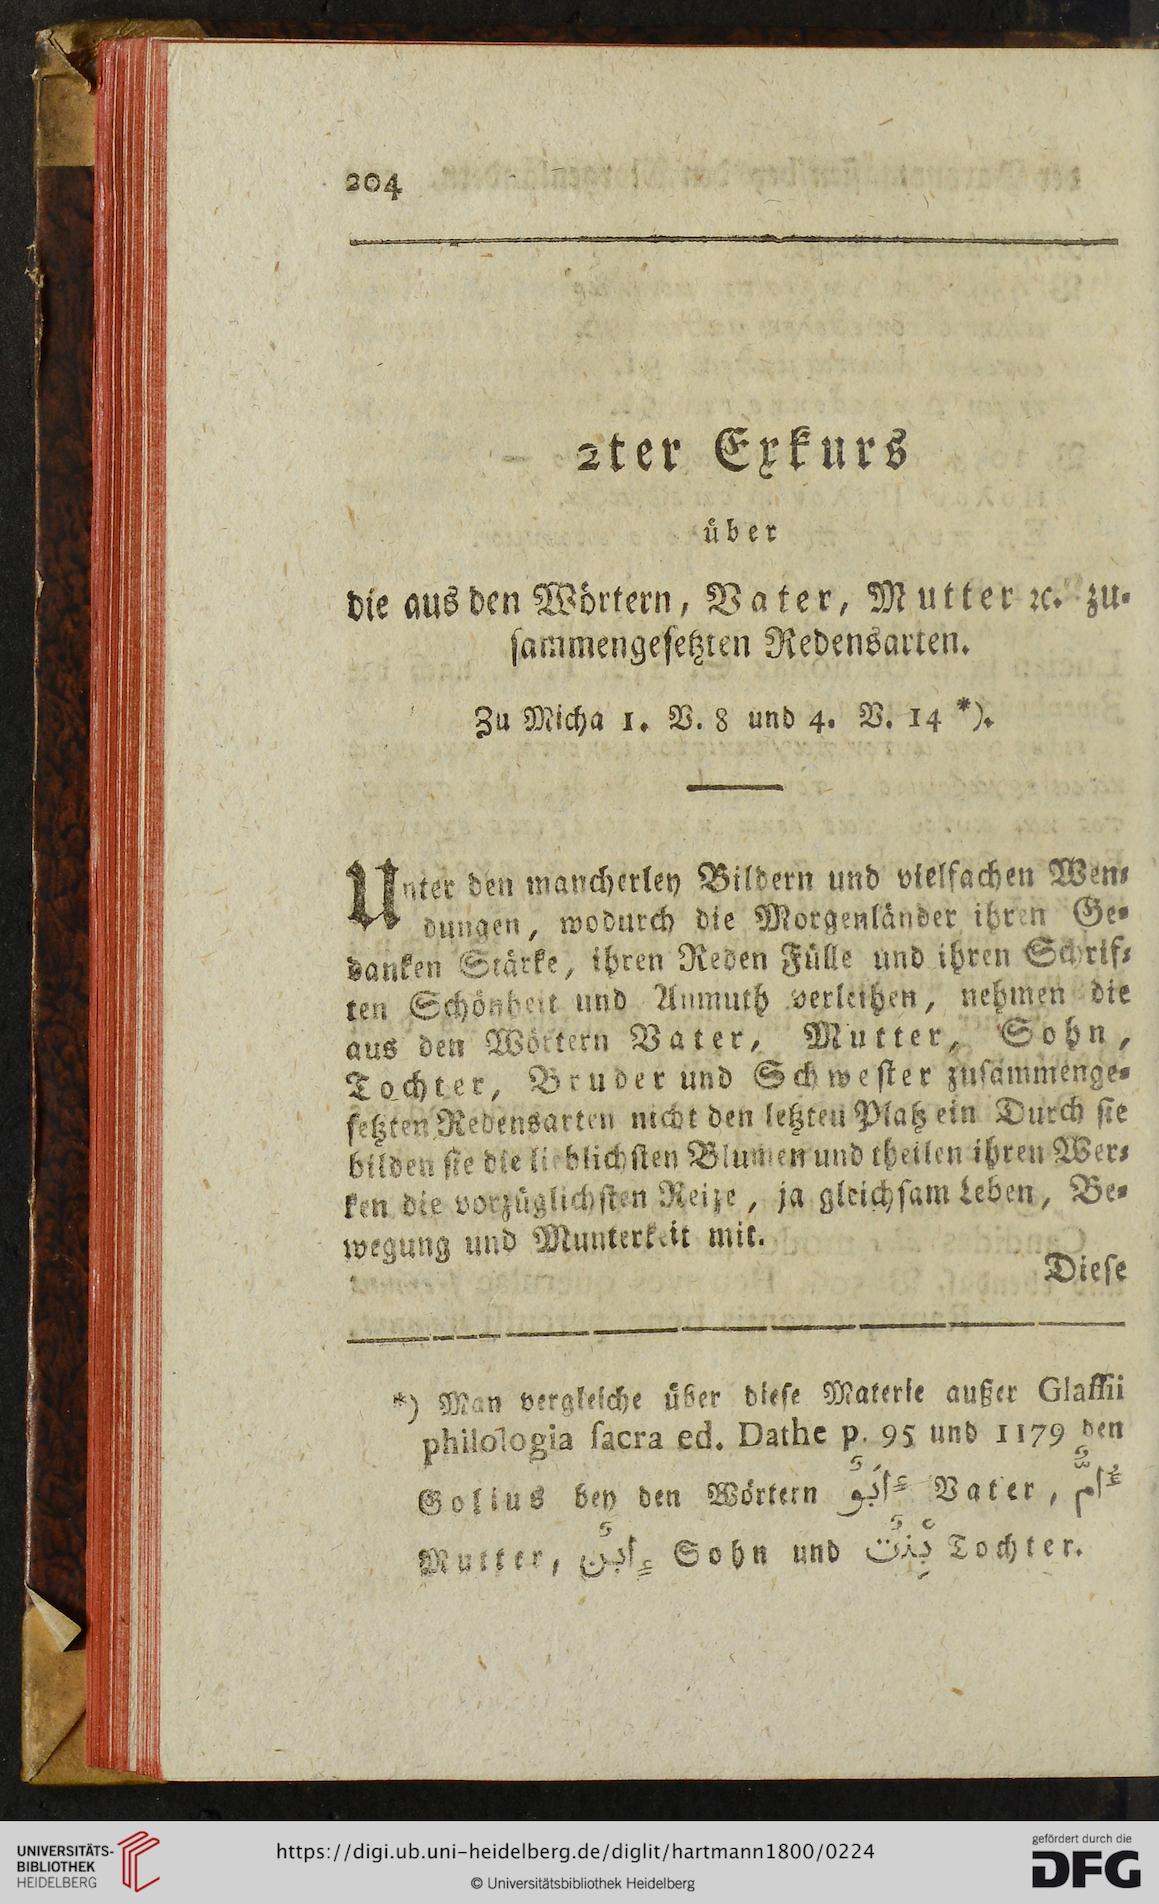 204
2ter Exkurs
über
die aus den Wörtern, Vater, Mutter ꝛc. zu-
ſammengeſetzten Redensarten.
Zu Micha 1. V. 8 und 4. V. 14 *).
Unter den mancherley Bildern und vielfachen Wen-
dungen, wodurch die Morgenländer ihren Ge-
danken Stärke, ihren Reden Fülle und ihren Schrif-
ten Schönheit und Anmuth verleihen, nehmen die
aus den Wörtern Vater, Mutter, Sohn,
Tochter, Bruder und Schweſter zuſammenge-
ſetzten Redensarten nicht den letzten Platz ein Durch ſie
bilden ſie die lieblichſten Blumen und theilen ihren Wer-
ken die vorzüglichſten Reize, ja gleichſam Leben, Be-
wegung und Munterkeit mit.
Dieſe
*) Man vergleiche über dieſe Materie außer Glaſſii
philologia ſacra ed. Dathe p. 95 und 1179 den
Golius bey den Wörtern أَبَوٌ Vater, أُمٌّ
Mutter, إبنٌ Sohn und بِنْتٌ Tochter.
UNIVERSITÄTS-
BIBLIOTHEK
HEIDELBERG
https://digi.ub.uni-heidelberg.de/diglit/hartmann1800/0224
© Universitätsbibliothek Heidelberg
gefördert durch die
DFG